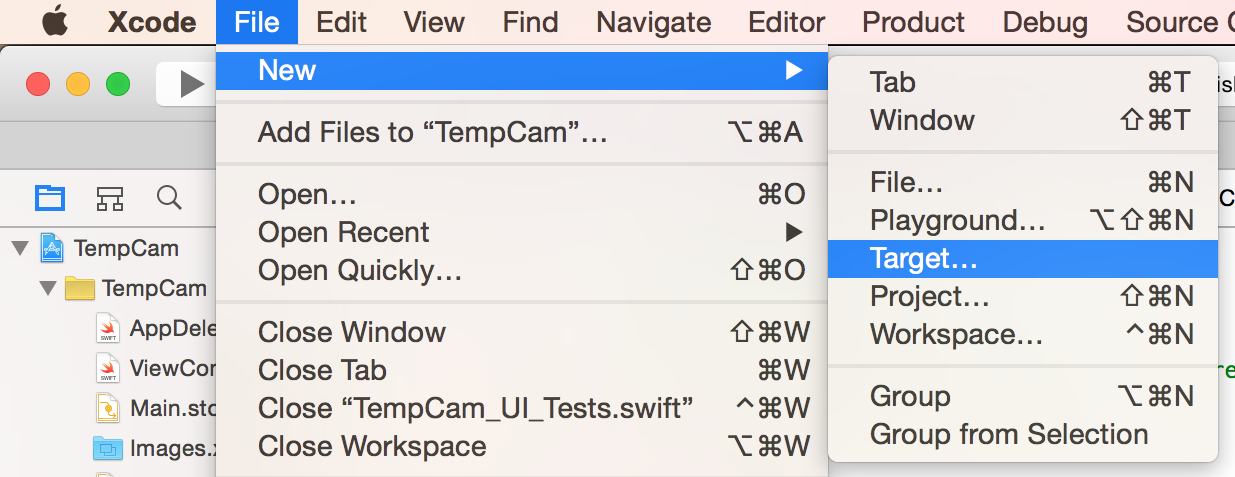 Xcode File Edit View Find Navigate Editor Product Debug Source
New
Add Files to “TempCam”… ⌥⌘A
Open… ⌘O
Open Recent
Open Quickly… ⇧⌘O
Close Window ⇧⌘W
Close Tab ⌘W
Close “TempCam_UI_Tests.swift” ^⌘W
Close Workspace ⌥⌘W
Tab ⌘T
Window ⇧⌘T
File… ⌘N
Playground… ⌥⇧⌘N
Target…
Project… ⇧⌘N
Workspace… ^⌘N
Group ⌥⌘N
Group from Selection
TempCam
TempCam
AppDele
SWIFT
ViewCor
SWIFT
Main.sto
Images.x